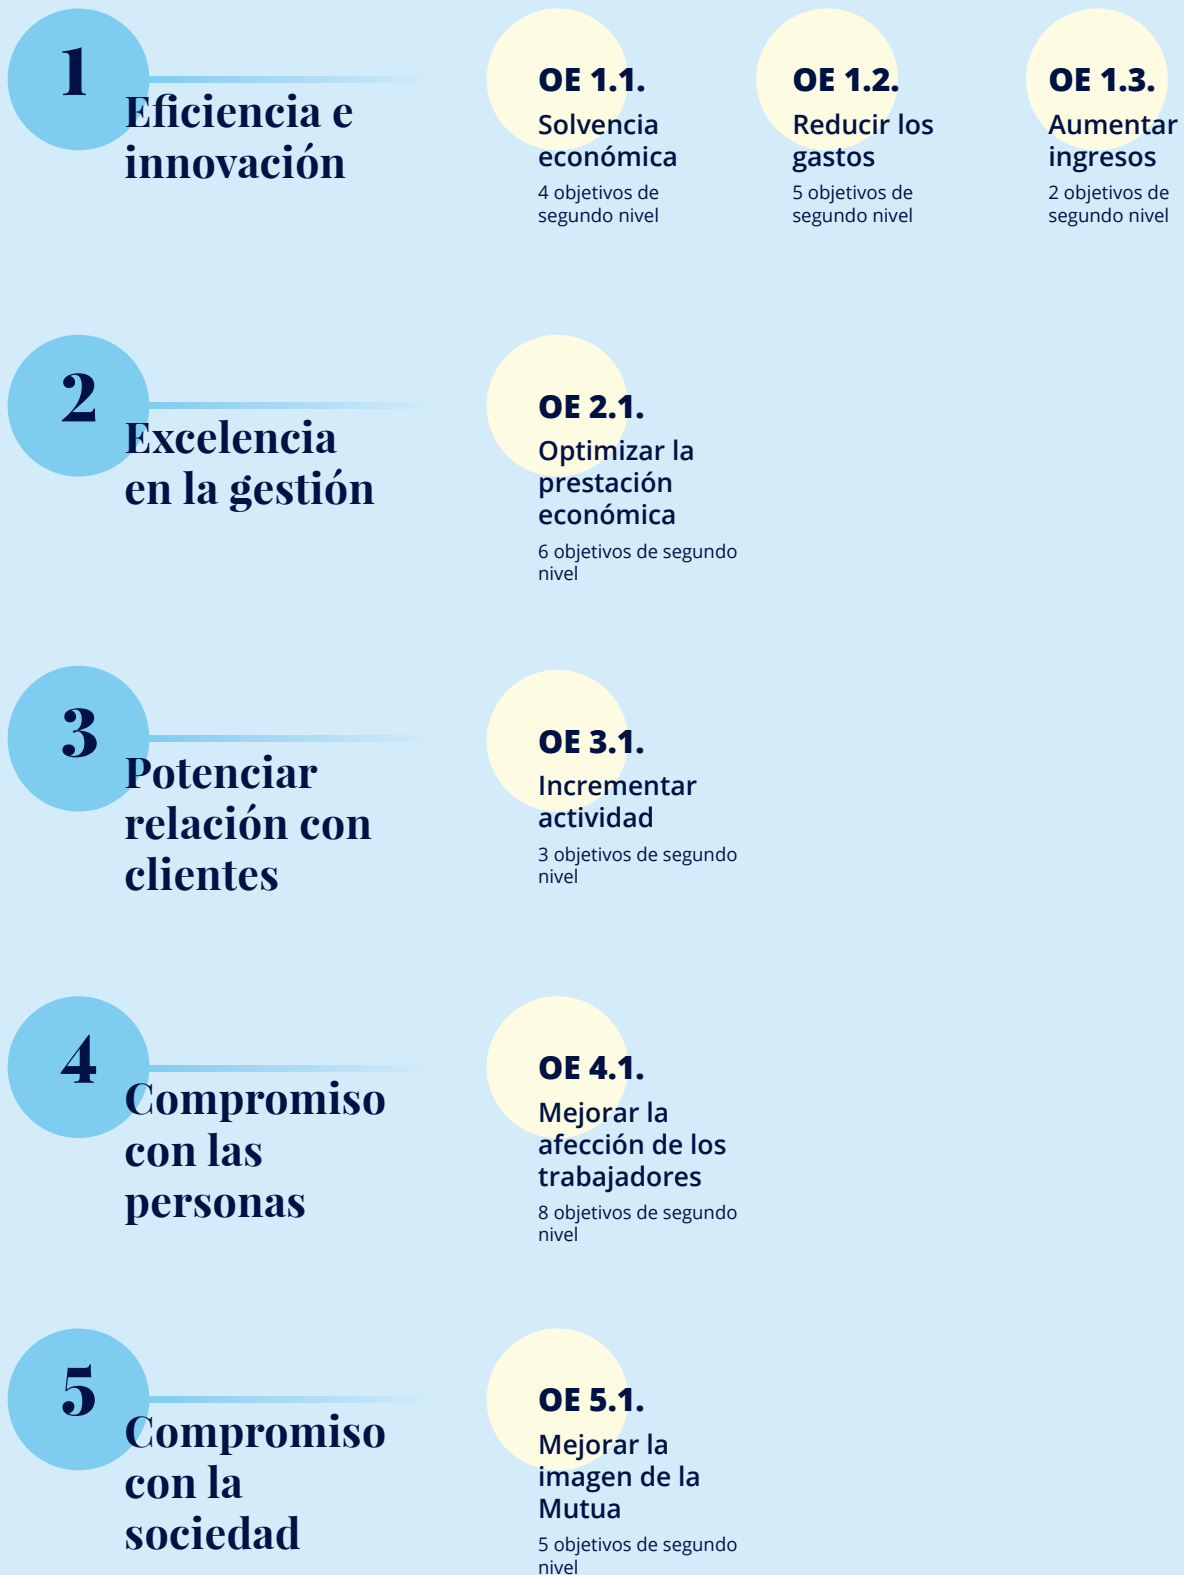 1
Eficiencia e
innovación
OE 1.1.
Solvencia
económica
4 objetivos de
segundo nivel
OE 1.2.
Reducir los
gastos
5 objetivos de
segundo nivel
OE 1.3.
Aumentar
ingresos
2 objetivos de
segundo nivel
2
Excelencia
en la gestión
OE 2.1.
Optimizar la
prestación
económica
6 objetivos de segundo
nivel
3
Potenciar
relación con
clientes
OE 3.1.
Incrementar
actividad
3 objetivos de segundo
nivel
4
Compromiso
con las
personas
OE 4.1.
Mejorar la
afección de los
trabajadores
8 objetivos de segundo
nivel
5
Compromiso
con la
sociedad
OE 5.1.
Mejorar la
imagen de la
Mutua
5 objetivos de segundo
nivel